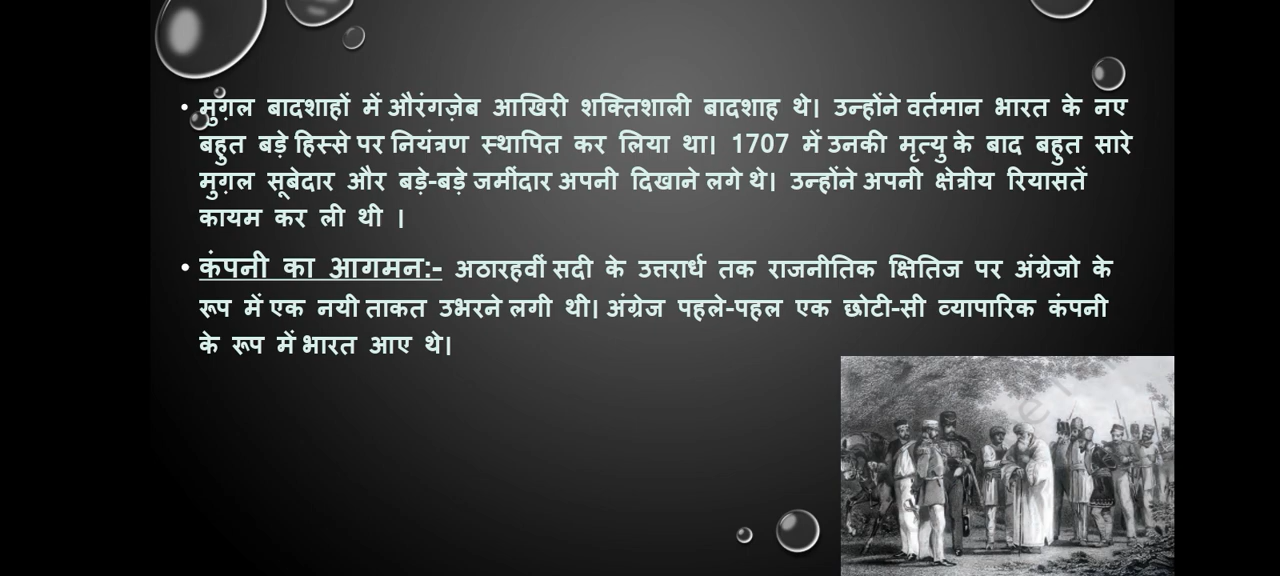 • मुग़ल बादशाहों में औरंगज़ेब आखिरी शक्तिशाली बादशाह थे। उन्होंने वर्तमान भारत के नए
बहुत बड़े हिस्से पर नियंत्रण स्थापित कर लिया था। 1707 में उनकी मृत्यु के बाद बहुत सारे
मुग़ल सूबेदार और बड़े-बड़े जमींदार अपनी दिखाने लगे थे। उन्होंने अपनी क्षेत्रीय रियासतें
कायम कर ली थी ।
• कंपनी का आगमन:- अठारहवीं सदी के उत्तरार्ध तक राजनीतिक क्षितिज पर अंग्रेजो के
रूप में एक नयी ताकत उभरने लगी थी। अंग्रेज पहले-पहल एक छोटी-सी व्यापारिक कंपनी
के रूप में भारत आए थे।